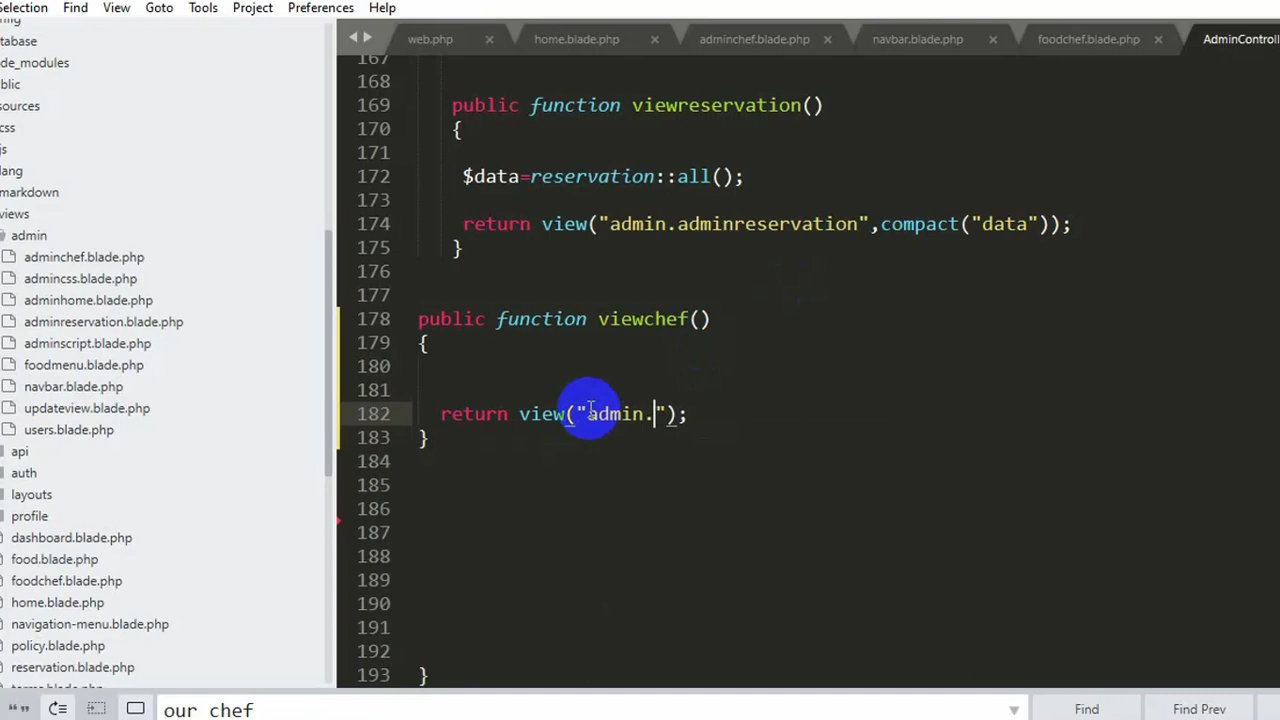 Selection Find View Goto Tools Project Preferences Help
web.php home.blade.php adminchef.blade.php navbar.blade.php foodchef.blade.php AdminControll
tabase
de_modules
blic
sources
css
js
lang
markdown
views
admin
adminchef.blade.php
admincss.blade.php
adminhome.blade.php
adminreservation.blade.php
adminscript.blade.php
foodmenu.blade.php
navbar.blade.php
updateview.blade.php
users.blade.php
api
auth
layouts
profile
dashboard.blade.php
food.blade.php
foodchef.blade.php
home.blade.php
navigation-menu.blade.php
policy.blade.php
reservation.blade.php
167
168
169 public function viewreservation()
170 {
171
172 $data=reservation::all();
173
174 return view("admin.adminreservation",compact("data"));
175 }
176
177
178 public function viewchef()
179 {
180
181
182 return view("admin.");
183 }
184
185
186
187
188
189
190
191
192
193 }
our chef Find Find Prev